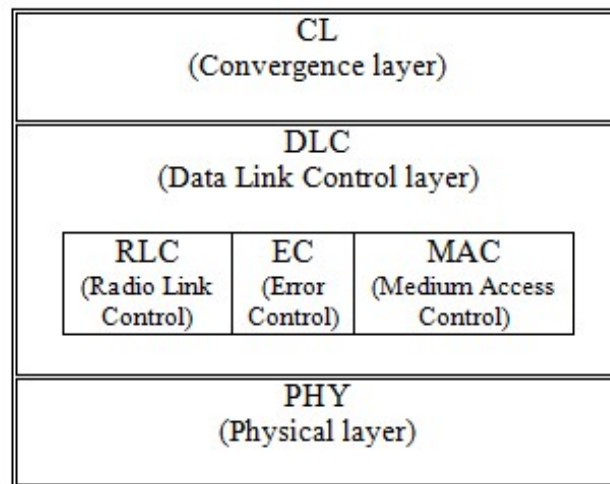 CL
(Convergence layer)
DLC
(Data Link Control layer)
RLC
(Radio Link
Control)
EC
(Error
Control)
MAC
(Medium Access
Control)
PHY
(Physical layer)